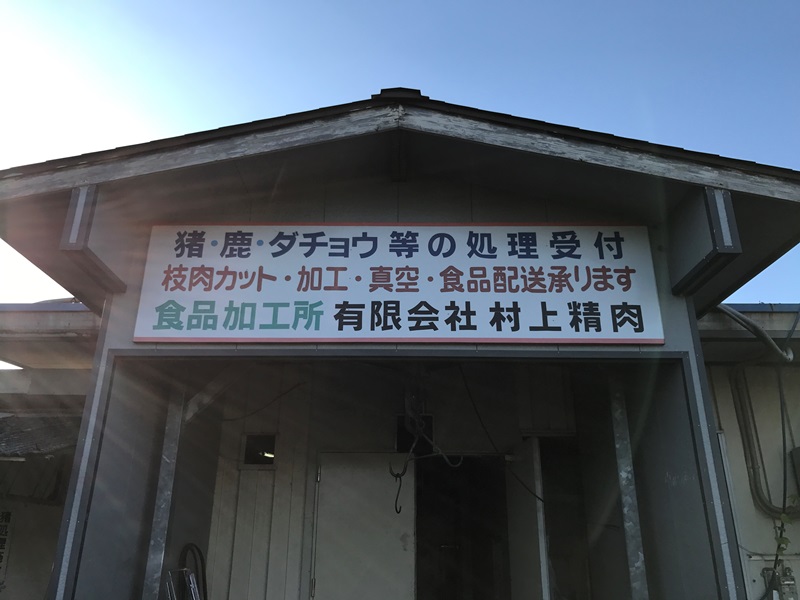 猪・鹿・ダチョウ等の処理受付
枝肉カット・加工・真空・食品配送承ります
食品加工所 有限会社 村上精肉